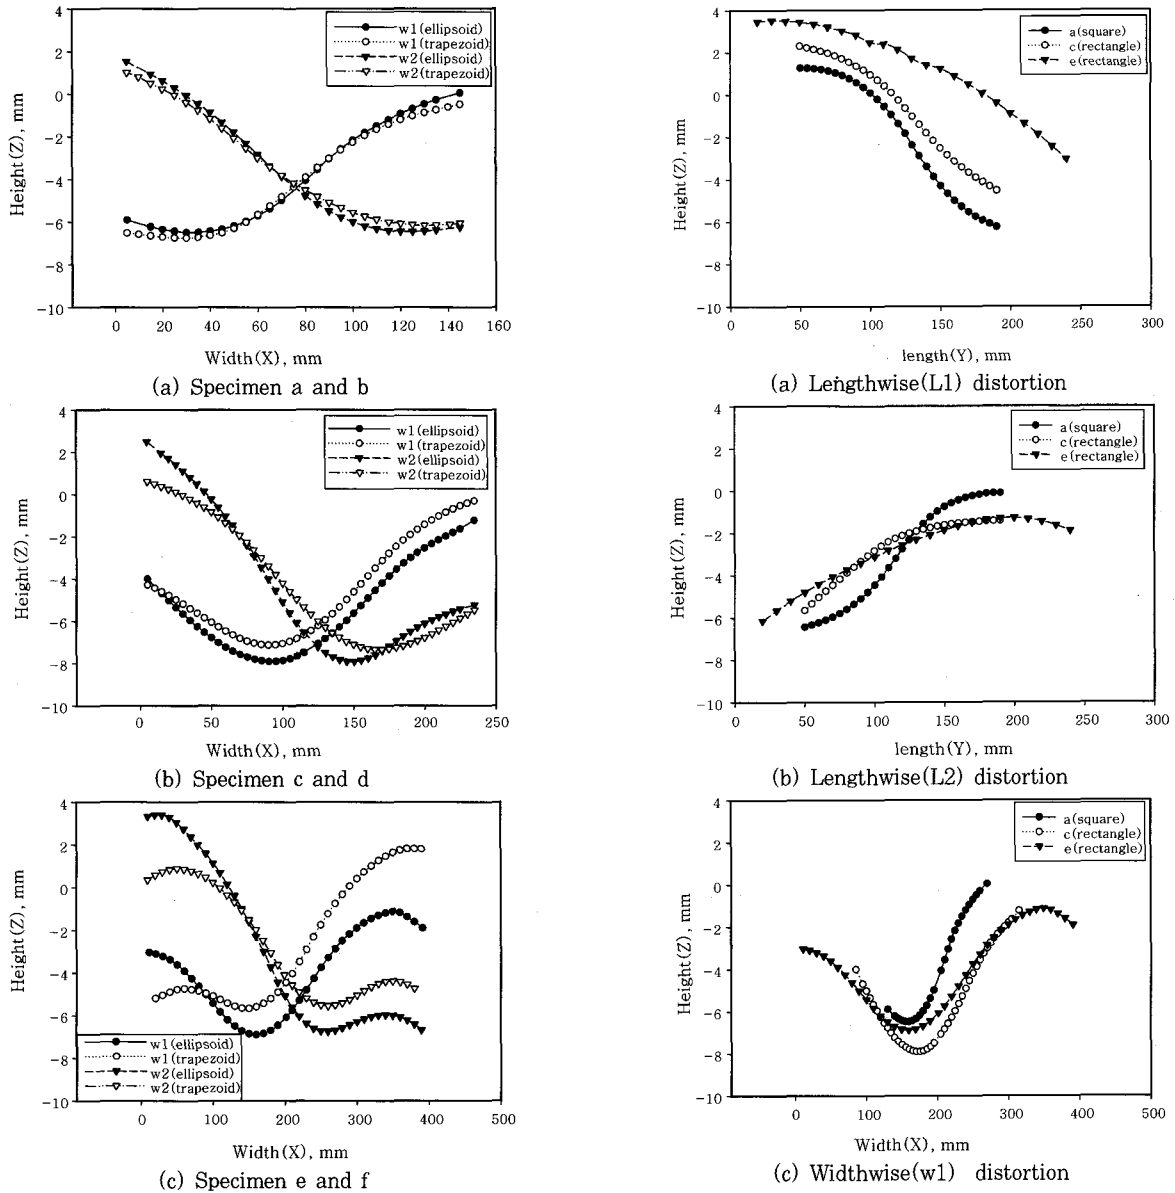 4
2
0
-2
-4
-6
-8
-10
Height(Z), mm
w1(ellipsoid)
w1(trapezoid)
w2(ellipsoid)
w2(trapezoid)
0 20 40 60 80 100 120 140 160
Width(X), mm
(a) Specimen a and b
4
2
0
-2
-4
-6
-8
-10
Height(Z), mm
w1(ellipsoid)
w1(trapezoid)
w2(ellipsoid)
w2(trapezoid)
0 50 100 150 200 250
Width(X), mm
(b) Specimen c and d
4
2
0
-2
-4
-6
-8
-10
Height(Z), mm
w1(ellipsoid)
w1(trapezoid)
w2(ellipsoid)
w2(trapezoid)
0 100 200 300 400 500
Width(X), mm
(c) Specimen e and f
4
2
0
-2
-4
-6
-8
-10
Height(Z), mm
a(square)
c(rectangle)
e(rectangle)
0 50 100 150 200 250 300
length(Y), mm
(a) Lengthwise(L1) distortion
4
2
0
-2
-4
-6
-8
-10
Height(Z), mm
a(square)
c(rectangle)
e(rectangle)
0 50 100 150 200 250 300
length(Y), mm
(b) Lengthwise(L2) distortion
4
2
0
-2
-4
-6
-8
-10
Height(Z), mm
a(square)
c(rectangle)
e(rectangle)
0 100 200 300 400 500
Width(X), mm
(c) Widthwise(w1) distortion